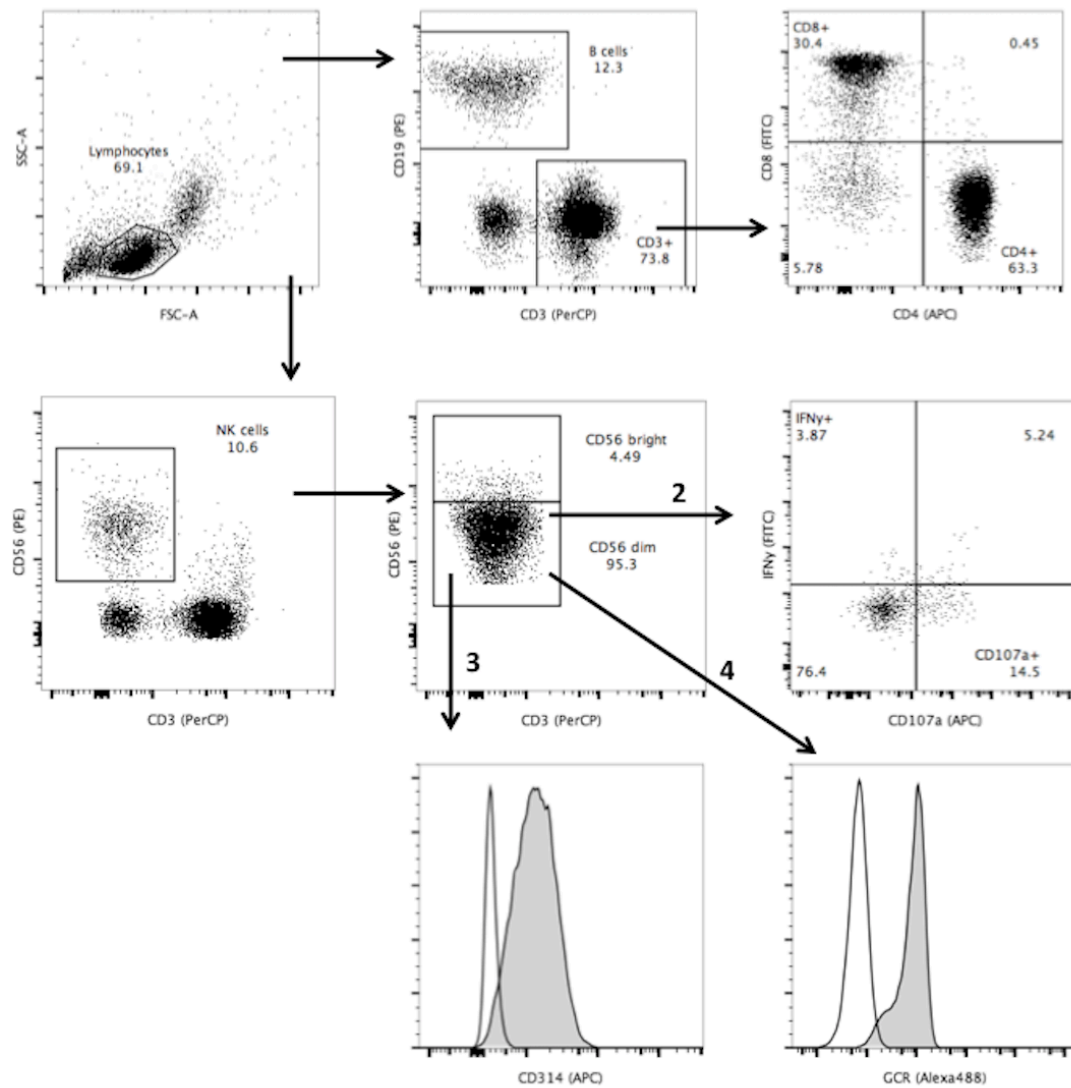 SSC-A
Lymphocytes
69.1
FSC-A
CD19 (PE)
B cells
12.3
CD3+
73.8
CD3 (PerCP)
CD8 (FITC)
CD8+
30.4
0.45
5.78
CD4+
63.3
CD4 (APC)
CD56 (PE)
NK cells
10.6
CD3 (PerCP)
CD56 (PE)
CD56 bright
4.49
CD56 dim
95.3
CD3 (PerCP)
2
3
4
IFNy (FITC)
IFNy+
3.87
5.24
76.4
CD107a+
14.5
CD107a (APC)
CD314 (APC)
GCR (Alexa488)